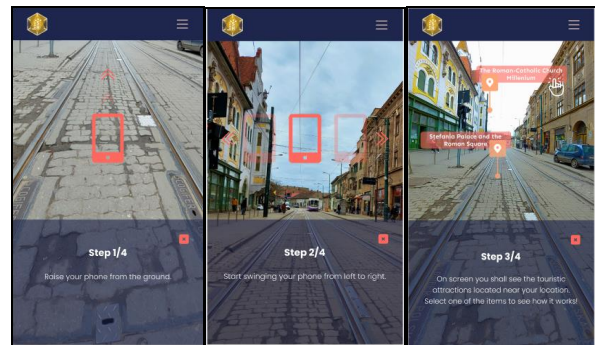 Step 1/4
Raise your phone from the ground.
Step 2/4
Start swinging your phone from left to right.
The Roman-Catholic Church
Millenium
Stefania Palace and the
Roman Square
Step 3/4
On screen you shall see the tauristic
attractions located near your location.
Select one of the items to see how it works!